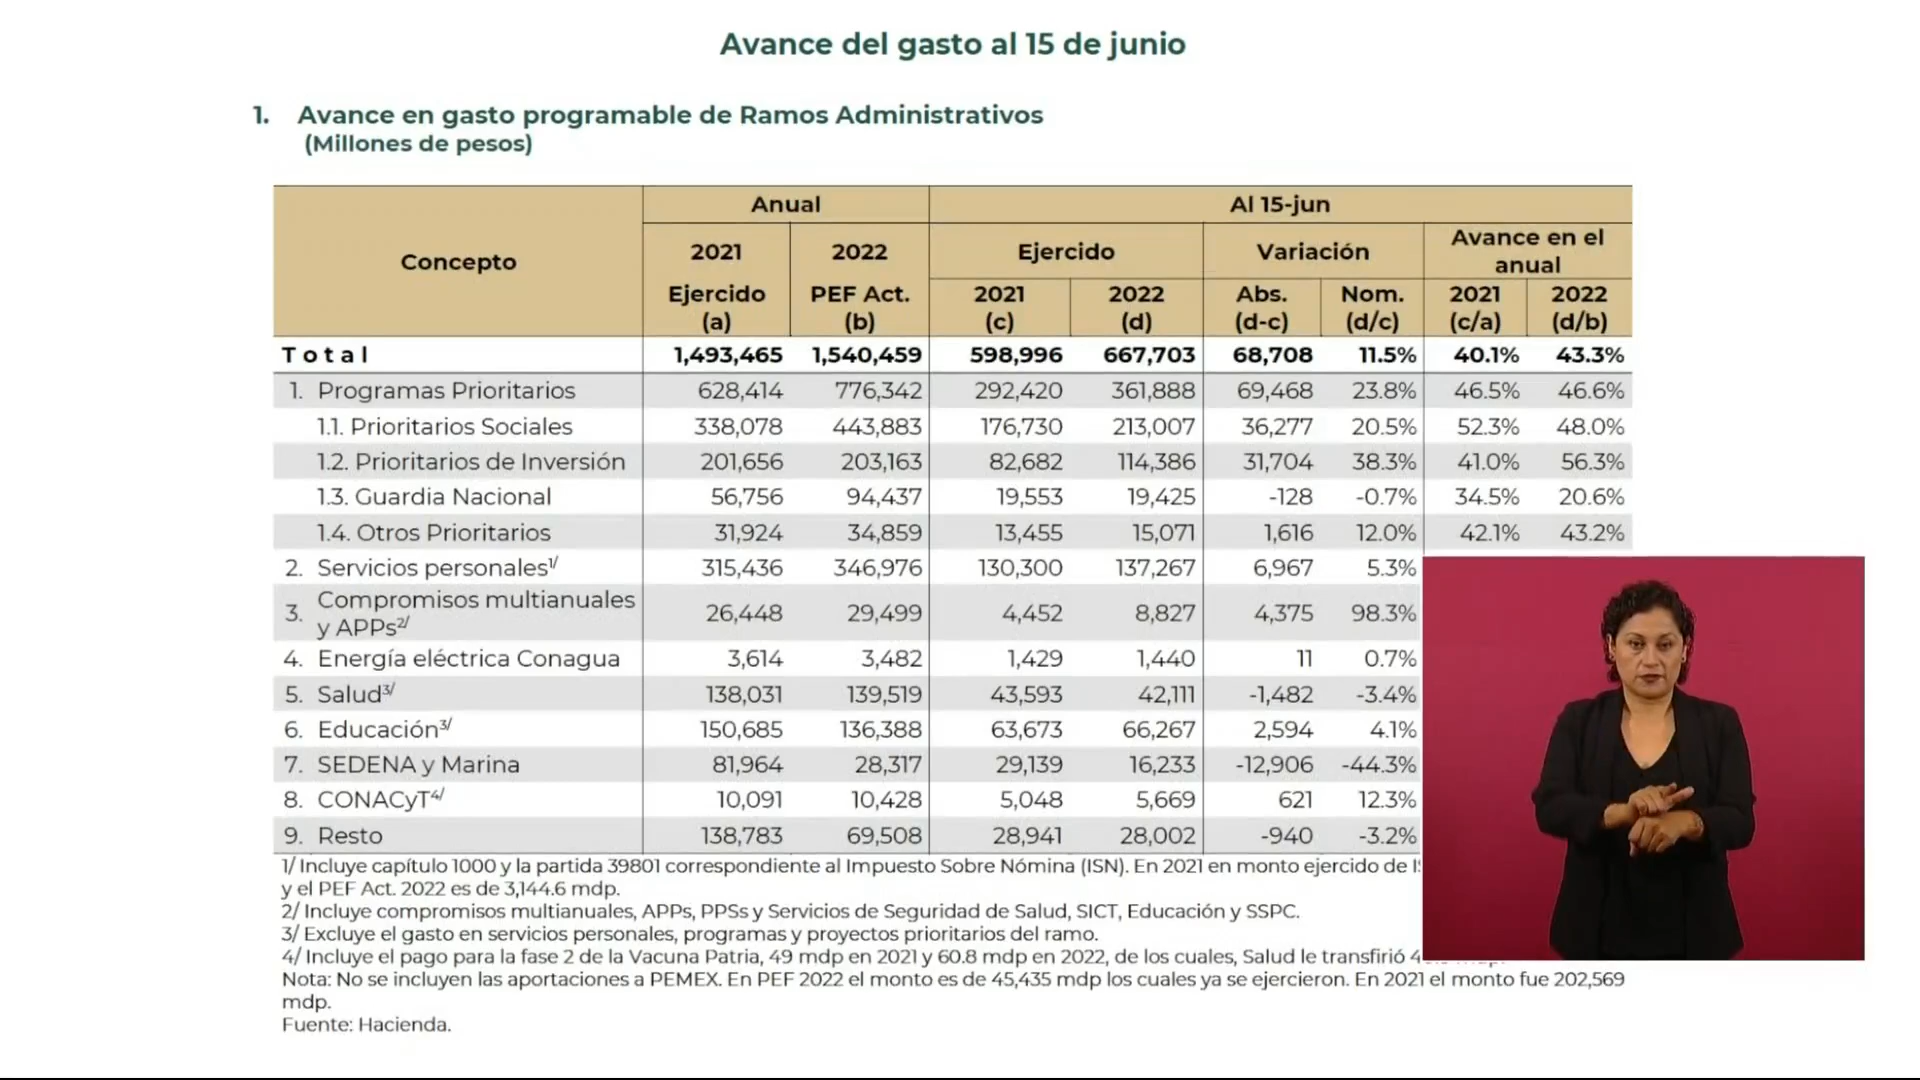 Avance del gasto al 15 de junio
1. Avance en gasto programable de Ramos Administrativos
(Millones de pesos)
Concepto Anual Al 15-jun
2021 2022 Ejercido Variación Avance en el anual
Ejercido PEF Act. 2021 2022 Abs. Nom. 2021 2022
(a) (b) (c) (d) (d-c) (d/c) (c/a) (d/b)
Total 1,493,465 1,540,459 598,996 667,703 68,708 11.5% 40.1% 43.3%
1. Programas Prioritarios 628,414 776,342 292,420 361,888 69,468 23.8% 46.5% 46.6%
1.1. Prioritarios Sociales 338,078 443,883 176,730 213,007 36,277 20.5% 52.3% 48.0%
1.2. Prioritarios de Inversión 201,656 203,163 82,682 114,386 31,704 38.3% 41.0% 56.3%
1.3. Guardia Nacional 56,756 94,437 19,553 19,425 -128 -0.7% 34.5% 20.6%
1.4. Otros Prioritarios 31,924 34,859 13,455 15,071 1,616 12.0% 42.1% 43.2%
2. Servicios personales1/ 315,436 346,976 130,300 137,267 6,967 5.3%
3. Compromisos multianuales y APPs2/ 26,448 29,499 4,452 8,827 4,375 98.3%
4. Energía eléctrica Conagua 3,614 3,482 1,429 1,440 11 0.7%
5. Salud3/ 138,031 139,519 43,593 42,111 -1,482 -3.4%
6. Educación3/ 150,685 136,388 63,673 66,267 2,594 4.1%
7. SEDENA y Marina 81,964 28,317 29,139 16,233 -12,906 -44.3%
8. CONACyT4/ 10,091 10,428 5,048 5,669 621 12.3%
9. Resto 138,783 69,508 28,941 28,002 -940 -3.2%
1/ Incluye capítulo 1000 y la partida 39801 correspondiente al Impuesto Sobre Nómina (ISN). En 2021 en monto ejercido de
y el PEF Act. 2022 es de 3,144.6 mdp.
2/ Incluye compromisos multianuales, APPs, PPSs y Servicios de Seguridad de Salud, SICT, Educación y SSPC.
3/ Excluye el gasto en servicios personales, programas y proyectos prioritarios del ramo.
4/ Incluye el pago para la fase 2 de la Vacuna Patria, 49 mdp en 2021 y 60.8 mdp en 2022, de los cuales, Salud le transfirió
Nota: No se incluyen las aportaciones a PEMEX. En PEF 2022 el monto es de 45,435 mdp los cuales ya se ejercieron. En 2021 el monto fue 202,569
mdp.
Fuente: Hacienda.